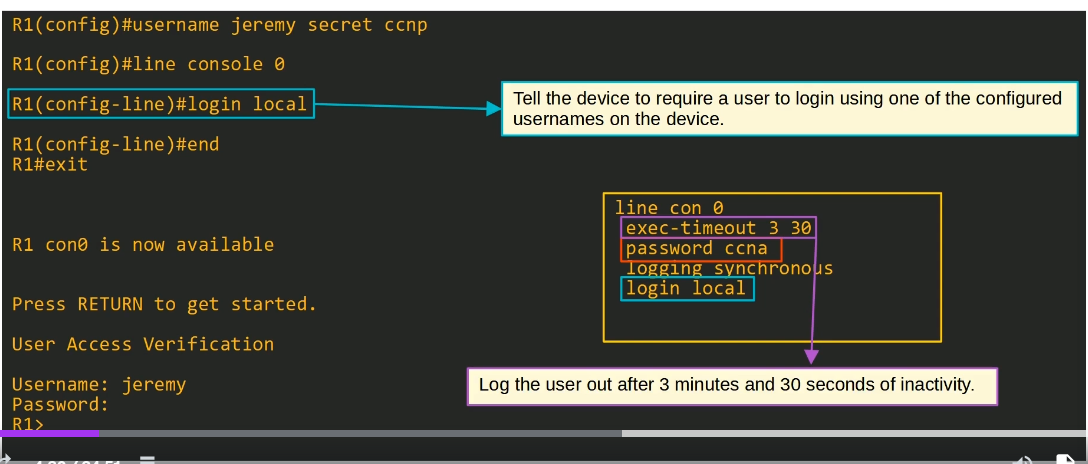 R1(config)#username jeremy secret ccnp
R1(config)#line console 0
R1(config-line)#login local
Tell the device to require a user to login using one of the configured
usernames on the device.
R1(config-line)#end
R1#exit
R1 con0 is now available
Press RETURN to get started.
User Access Verification
Username: jeremy
Password:
R1>
line con 0
exec-timeout 3 30
password ccna
logging synchronous
login local
Log the user out after 3 minutes and 30 seconds of inactivity.